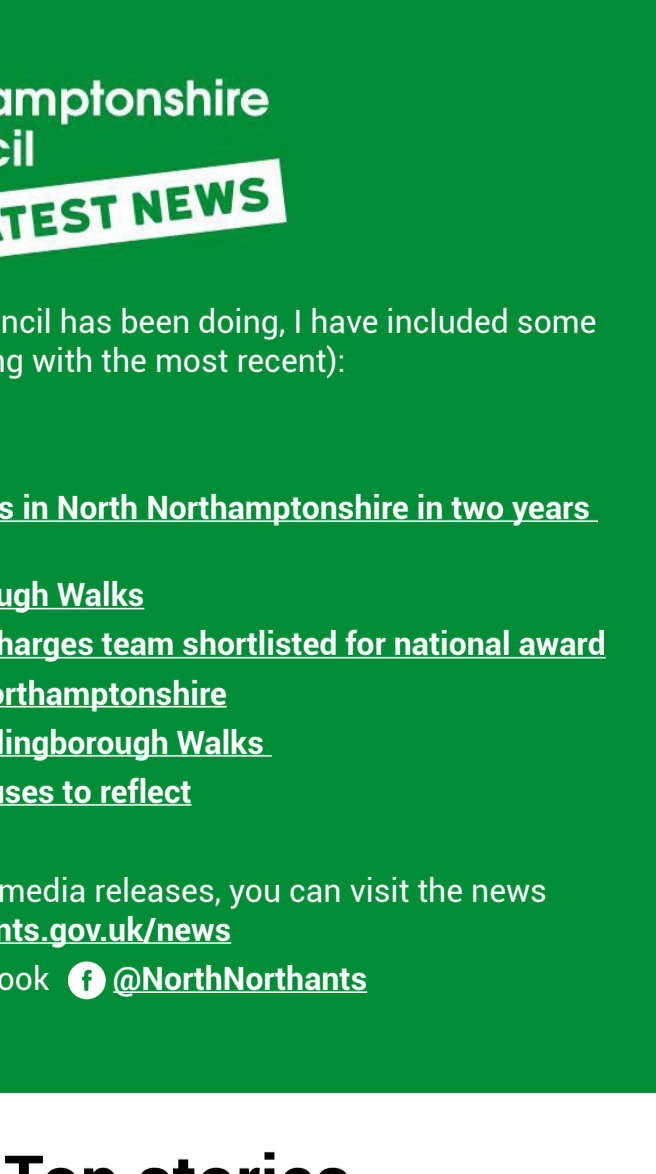 amptonshire
cil
ATEST NEWS
ncil has been doing, I have included some
ng with the most recent):
s in North Northamptonshire in two years
ugh Walks
harges team shortlisted for national award
orthamptonshire
lingborough Walks
uses to reflect
media releases, you can visit the news
nts.gov.uk/news
ook @NorthNorthants
Top stories